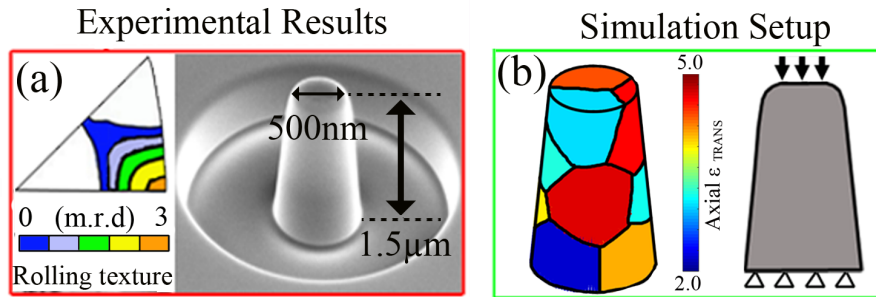 Experimental Results
Simulation Setup
(a)
500nm
1.5µm
0 (m.r.d) 3
Rolling texture
(b)
5.0
Axial ε TRANS
2.0